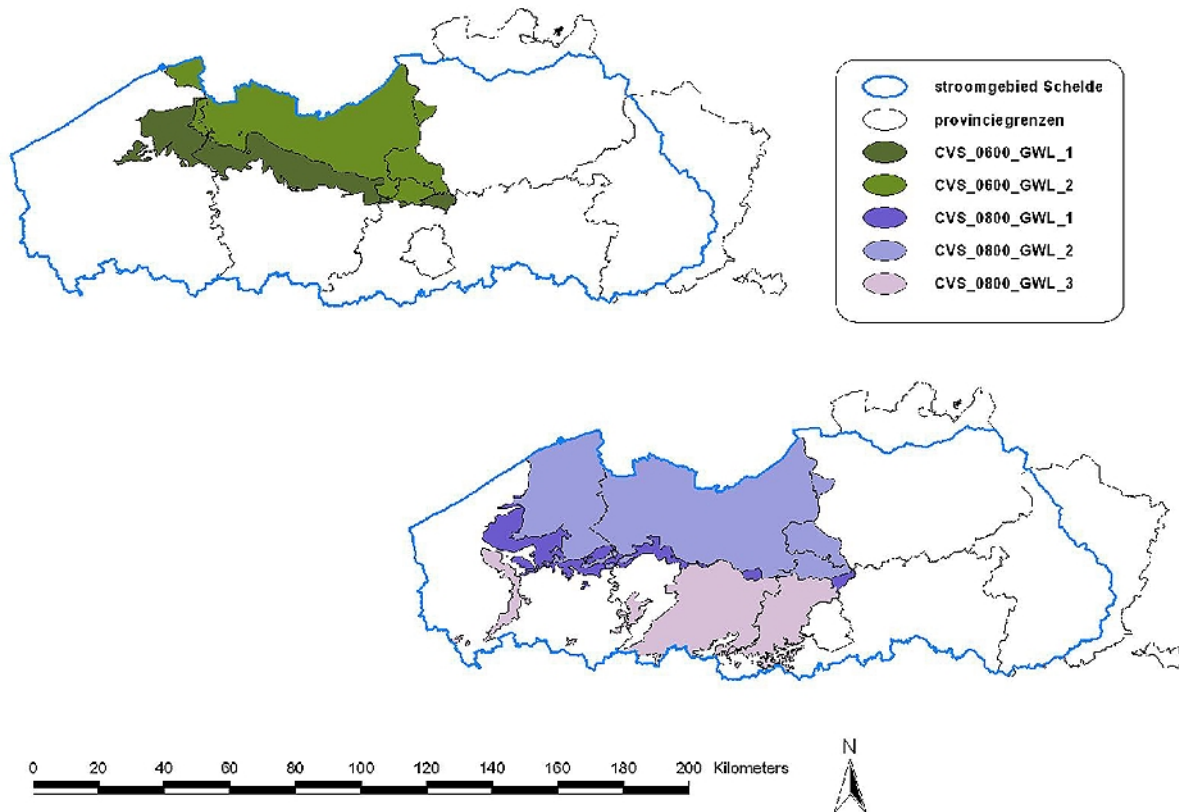 stroomgebied Schelde
provinciegrenzen
CVS_0600_GWL_1
CVS_0600_GWL_2
CVS_0800_GWL_1
CVS_0800_GWL_2
CVS_0800_GWL_3
0 20 40 60 80 100 120 140 160 180 200 Kilometers
N